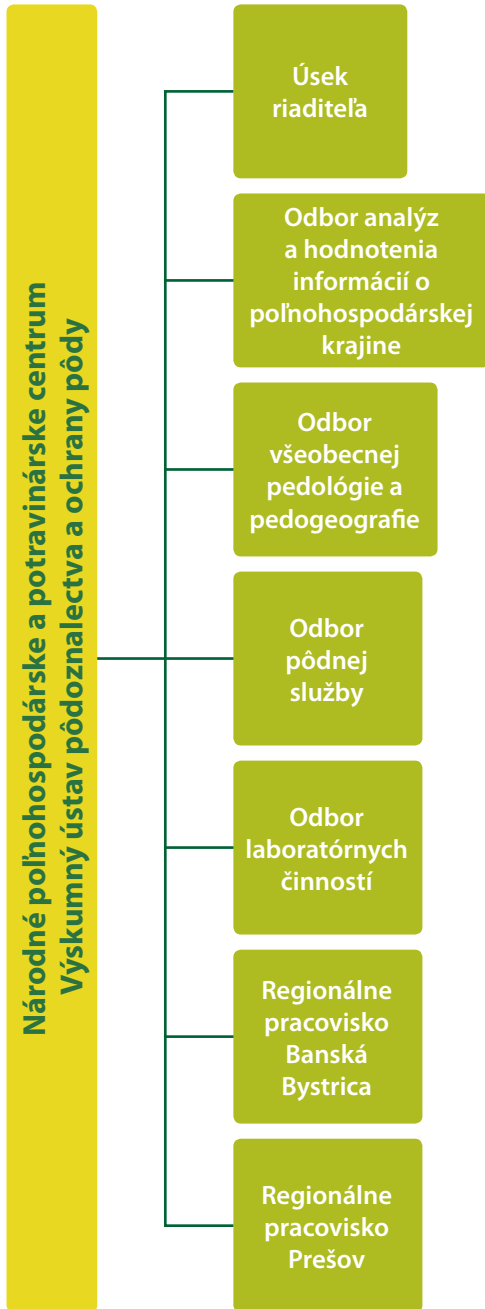 Národné poľnohospodárske a potravinárske centrum
Výskumný ústav pôdoznalectva a ochrany pôdy
Úsek
riaditeľa
Odbor analýz
a hodnotenia
informácií o
poľnohospodárskej
krajine
Odbor
všeobecnej
pedológie a
pedogeografie
Odbor
pôdnej
služby
Odbor
laboratórnych
činností
Regionálne
pracovisko
Banská
Bystrica
Regionálne
pracovisko
Prešov